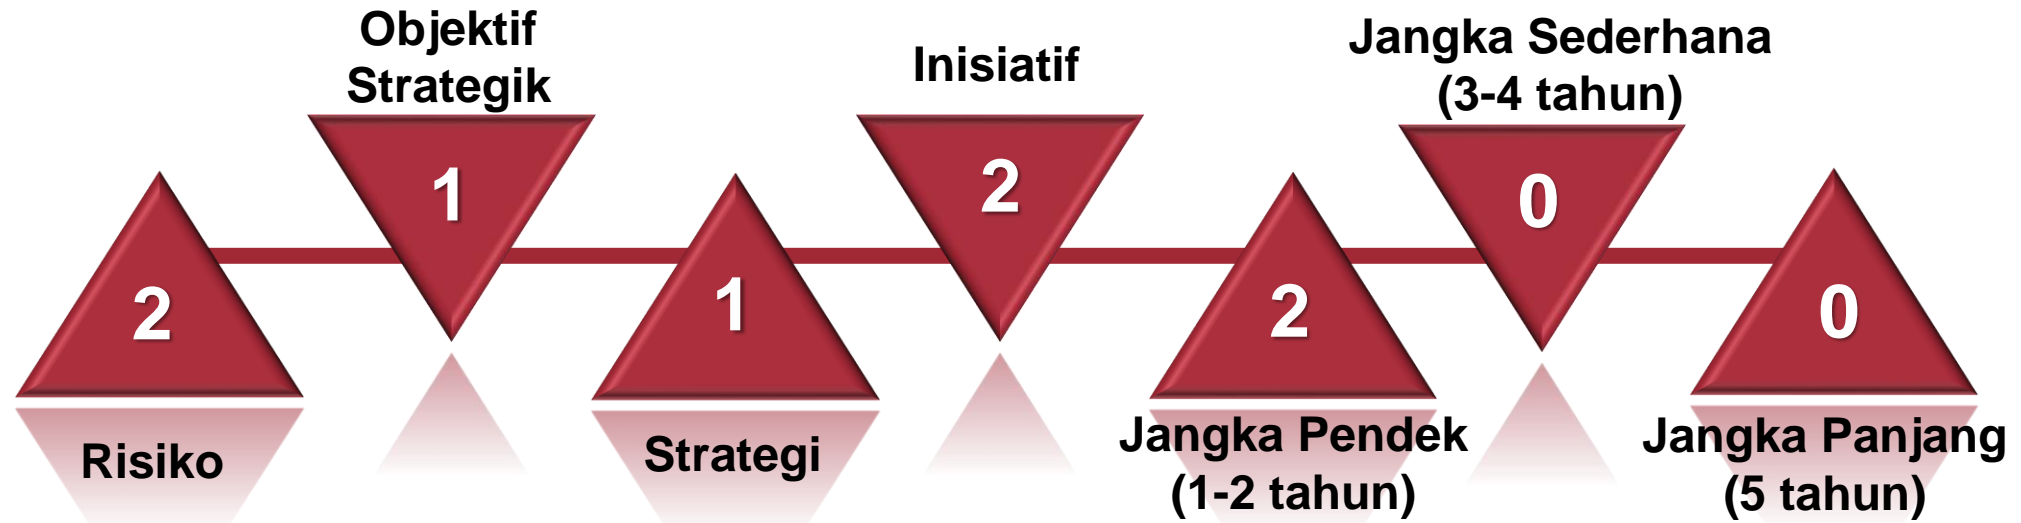 Objektif
Strategik
Inisiatif
Jangka Sederhana
(3-4 tahun)
2
1
1
2
2
0
0
Risiko
Strategi
Jangka Pendek
(1-2 tahun)
Jangka Panjang
(5 tahun)